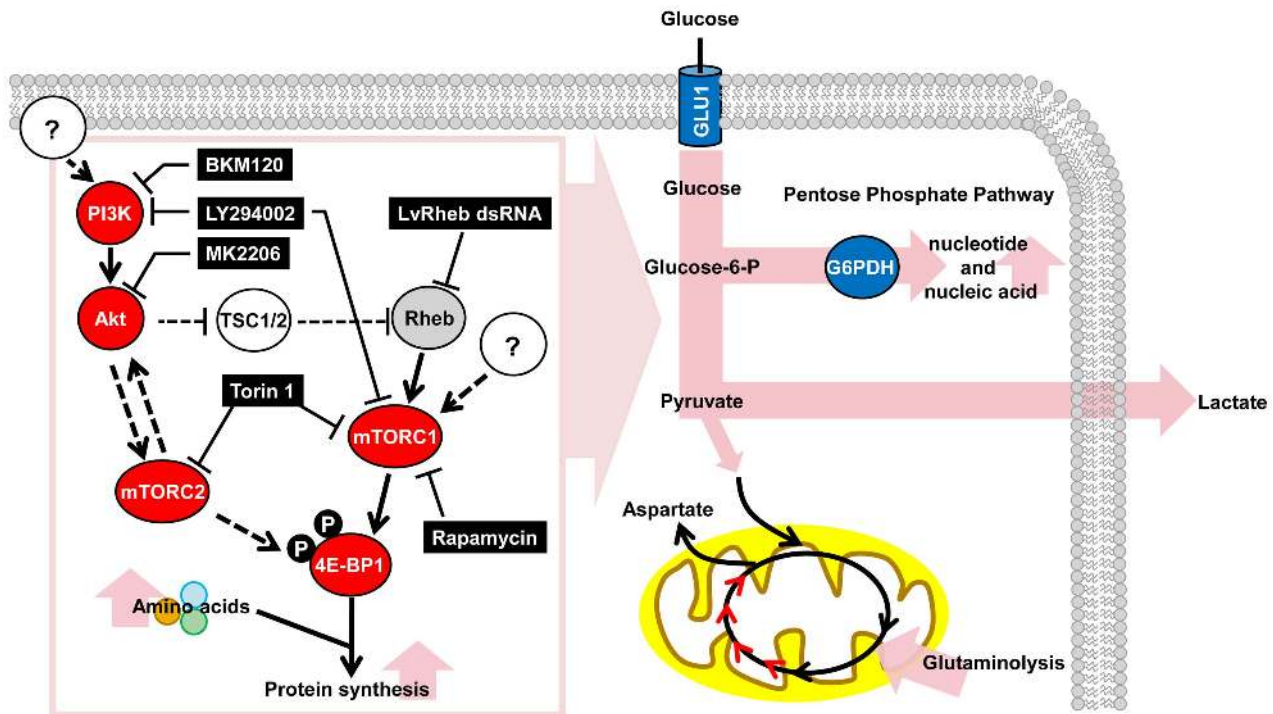 Glucose
GLU1
?
BKM120
PI3K
LY294002
LvRheb dsRNA
MK2206
Akt
TSC1/2
Rheb
?
Torin 1
mTORC1
mTORC2
Rapamycin
P
P
4E-BP1
Amino acids
Protein synthesis
Glucose
Pentose Phosphate Pathway
Glucose-6-P
G6PDH
nucleotide
and
nucleic acid
Pyruvate
Lactate
Aspartate
Glutaminolysis